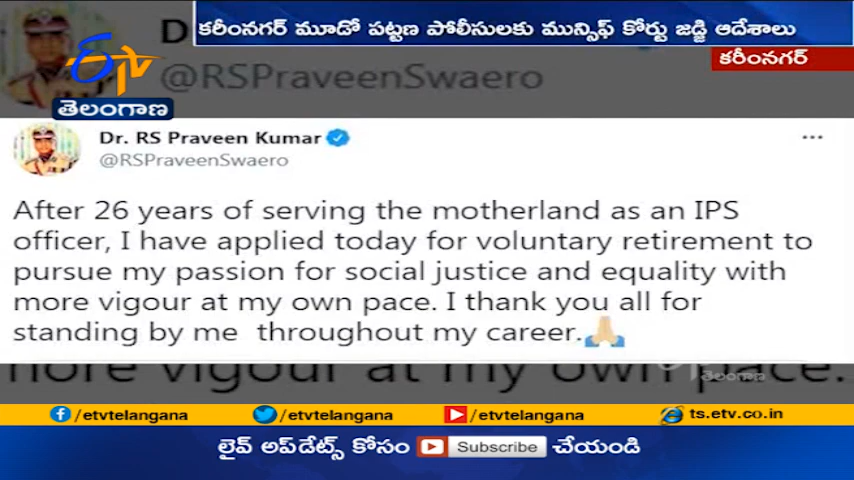 కరీంనగర్ మూడో పట్టణ పోలీసులకు మున్సిఫ్ కోర్టు జడ్జి ఆదేశాలు
కరీంనగర్
ETV
తెలంగాణ
D
@RSPraveenSwaero
Dr. RS Praveen Kumar
@RSPraveenSwaero
After 26 years of serving the motherland as an IPS
officer, I have applied today for voluntary retirement to
pursue my passion for social justice and equality with
more vigour at my own pace. I thank you all for
standing by me throughout my career.🙏
more vigour at my own pace.
తెలంగాణ
/etvtelangana
/etvtelangana
/etvtelangana
ts.etv.co.in
లైవ్ అప్‌డేట్స్ కోసం Subscribe చేయండి